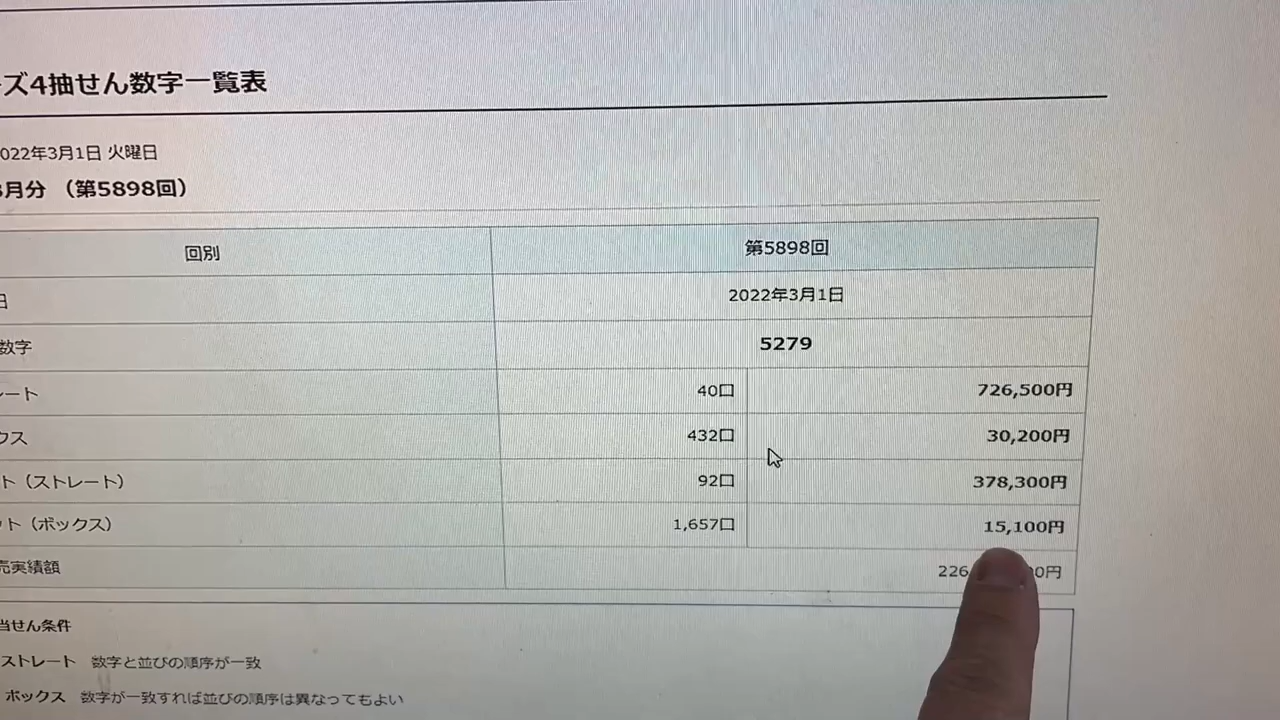 ズ4抽せん数字一覧表
022年3月1日 火曜日
月分 （第5898回）
回別 第5898回
日 2022年3月1日
数字 5279
ート 40口 726,500円
クス 432口 30,200円
ト（ストレート） 92口 378,300円
ット（ボックス） 1,657口 15,100円
売実績額 226 00円
当せん条件
ストレート 数字と並びの順序が一致
ボックス 数字が一致すれば並びの順序は異なってもよい